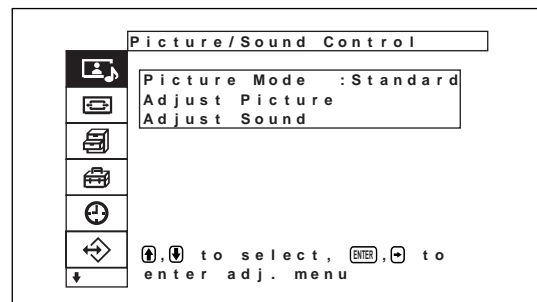 Picture/Sound Control
Picture Mode :Standard
Adjust Picture
Adjust Sound
↑,↓ to select, ENTER,→ to
enter adj. menu